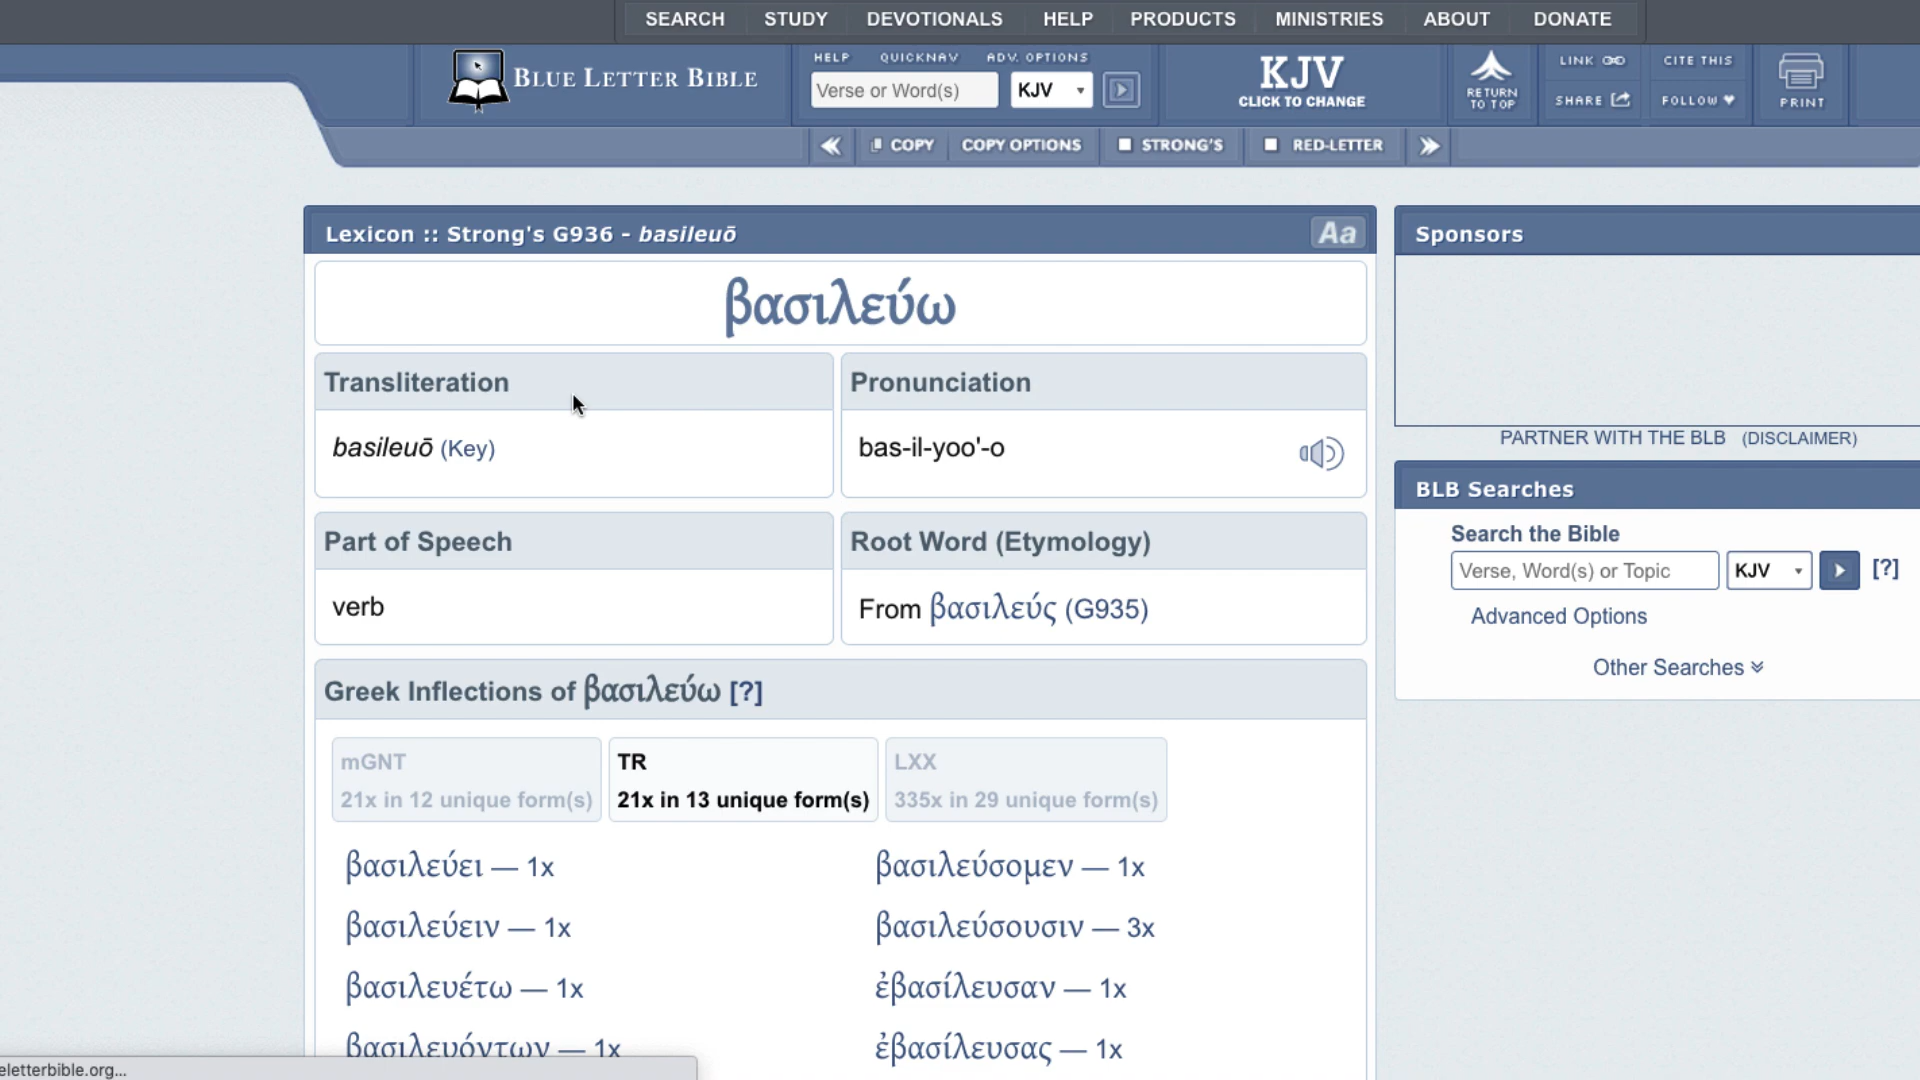 SEARCH STUDY DEVOTIONALS HELP PRODUCTS MINISTRIES ABOUT DONATE
BLUE LETTER BIBLE
HELP QUICKNAV ADV. OPTIONS
Verse or Word(s) KJV
KJV
CLICK TO CHANGE
RETURN
TO TOP
LINK
CITE THIS
SHARE
FOLLOW
PRINT
COPY COPY OPTIONS STRONG'S RED-LETTER
Lexicon :: Strong's G936 - basileuō Aa
βασιλεύω
Transliteration
basileuō (Key)
Pronunciation
bas-il-yoo'-o
Part of Speech
verb
Root Word (Etymology)
From βασιλεύς (G935)
Greek Inflections of βασιλεύω [?]
mGNT
21x in 12 unique form(s)
TR
21x in 13 unique form(s)
LXX
335x in 29 unique form(s)
βασιλεύει — 1x
βασιλεύσομεν — 1x
βασιλεύειν — 1x
βασιλεύσουσιν — 3x
βασιλευέτω — 1x
ἐβασίλευσαν — 1x
βασιλευόντων — 1x
ἐβασίλευσας — 1x
Sponsors
PARTNER WITH THE BLB (DISCLAIMER)
BLB Searches
Search the Bible
Verse, Word(s) or Topic KJV [?]
Advanced Options
Other Searches
eletterbible.org...